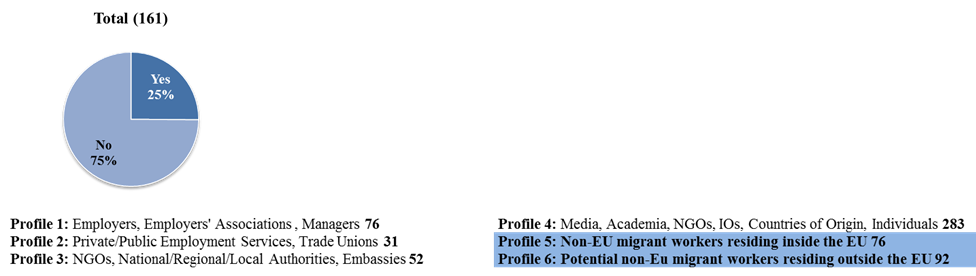 Total (161)
Yes
25%
No
75%
Profile 1: Employers, Employers' Associations , Managers 76
Profile 2: Private/Public Employment Services, Trade Unions 31
Profile 3: NGOs, National/Regional/Local Authorities, Embassies 52
Profile 4: Media, Academia, NGOs, IOs, Countries of Origin, Individuals 283
Profile 5: Non-EU migrant workers residing inside the EU 76
Profile 6: Potential non-Eu migrant workers residing outside the EU 92